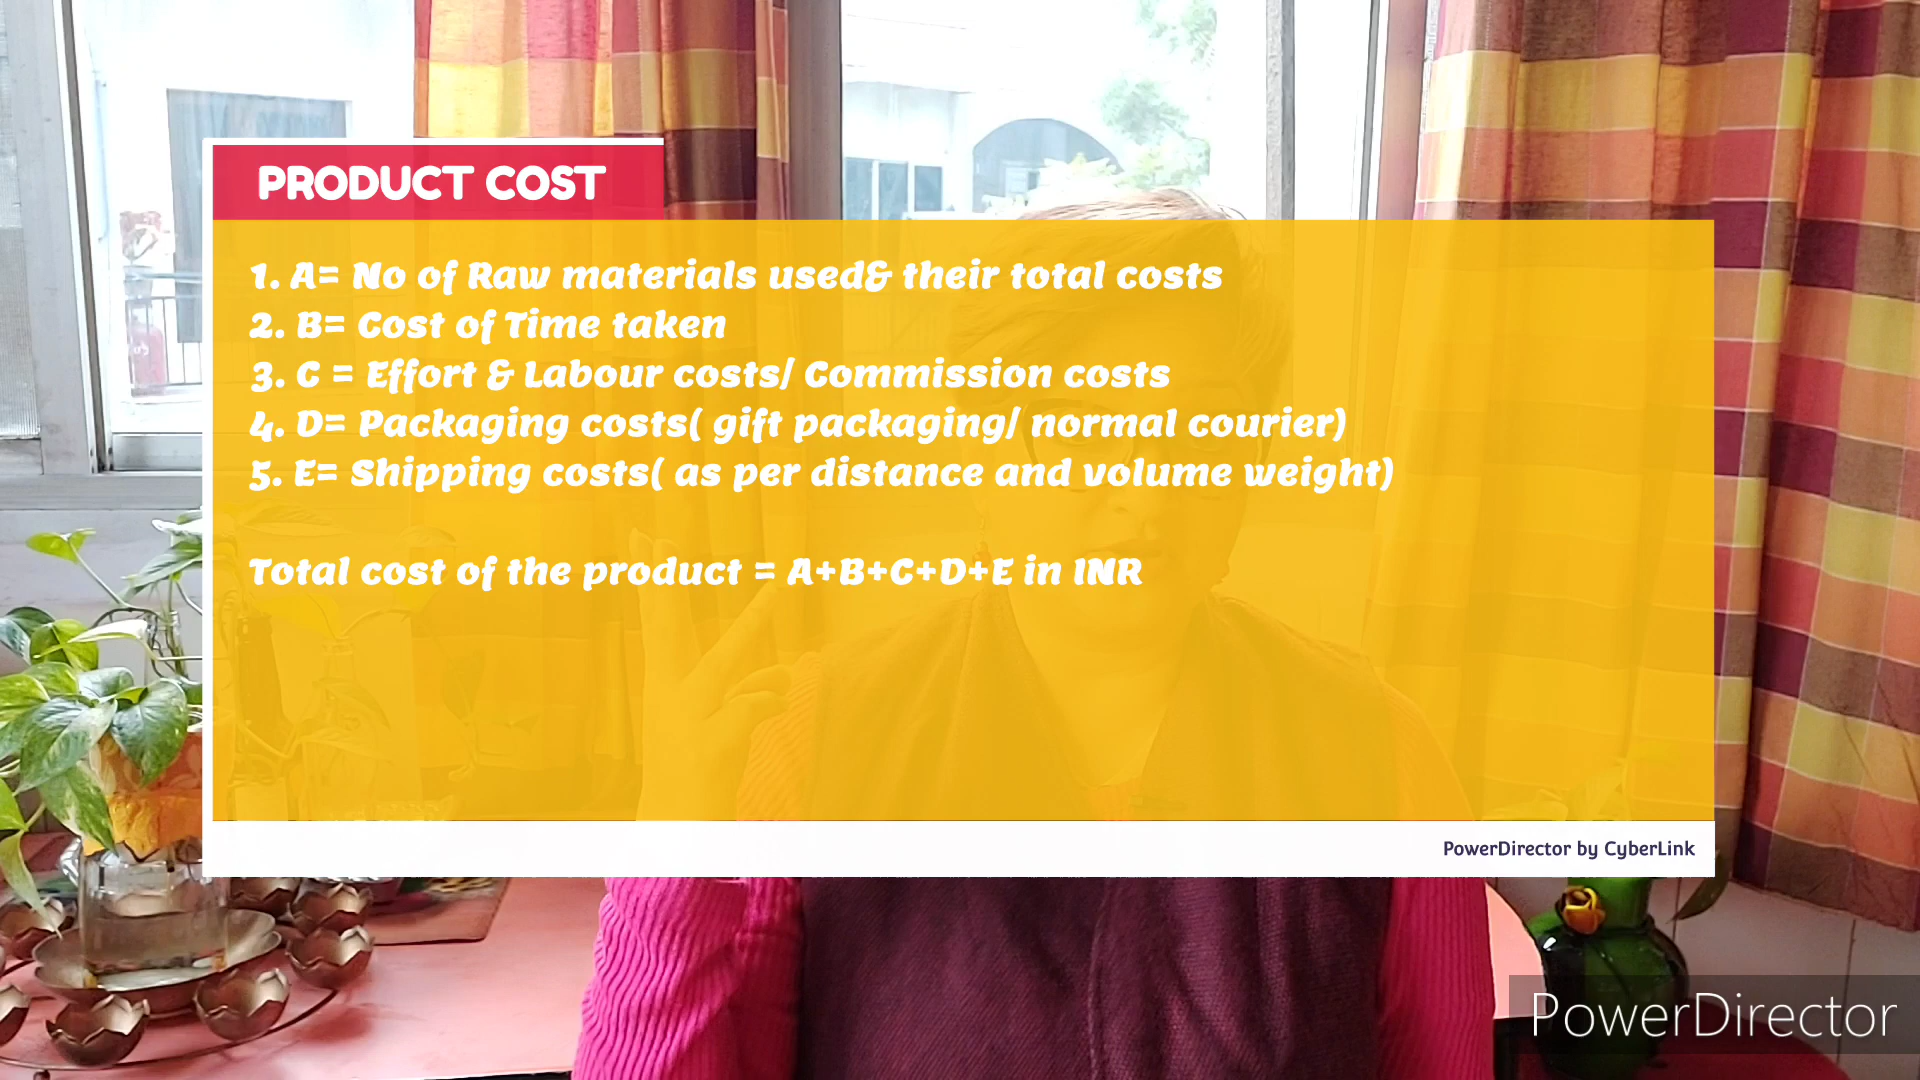 PRODUCT COST
1. A= No of Raw materials used& their total costs
2. B= Cost of Time taken
3. C = Effort & Labour costs/ Commission costs
4. D= Packaging costs( gift packaging/ normal courier)
5. E= Shipping costs( as per distance and volume weight)
Total cost of the product = A+B+C+D+E in INR
PowerDirector by CyberLink
PowerDirector